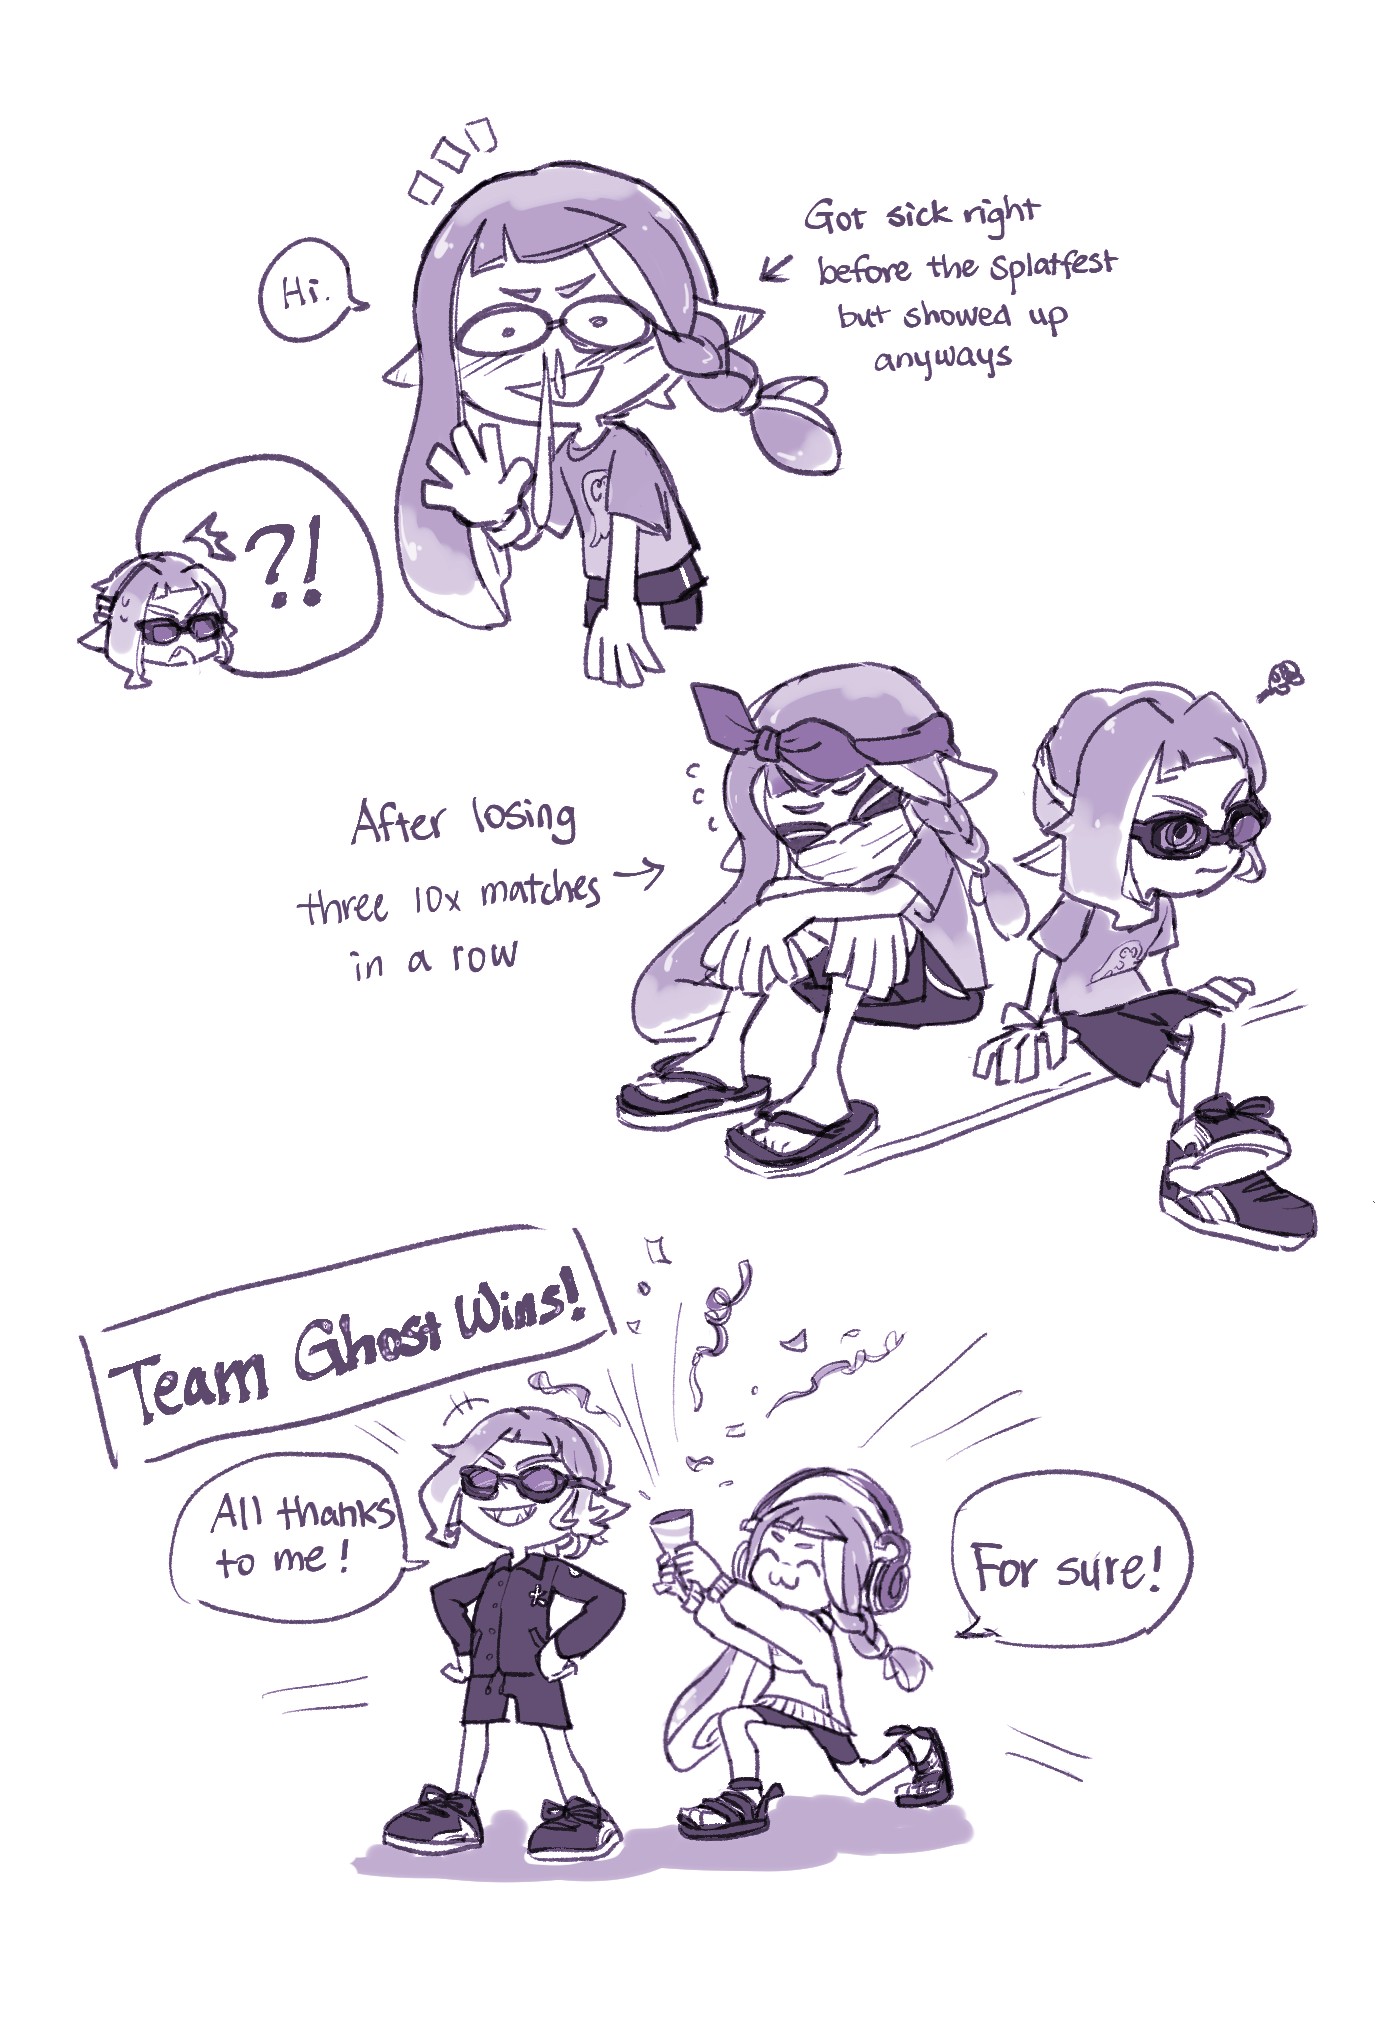 Got sick right
before the splatfest
but showed up
anyways
Hi.
?!
After losing
three 10x matches
in a row
Team Ghost Wins!
All thanks
to me!
For sure!